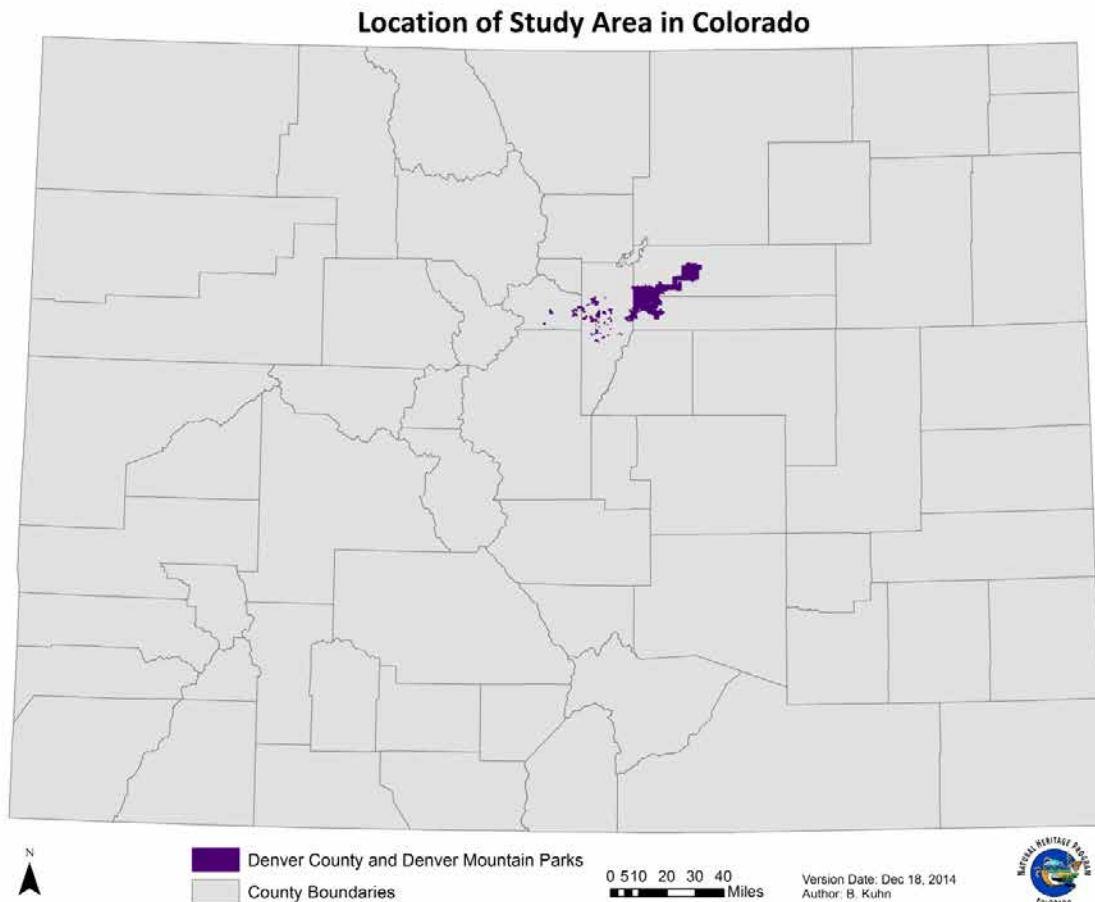 Location of Study Area in Colorado
N
Denver County and Denver Mountain Parks
County Boundaries
0 5 10 20 30 40
Miles
Version Date: Dec 18, 2014
Author: B. Kuhn
NATURAL HERITAGE PROGRAM
COLORADO